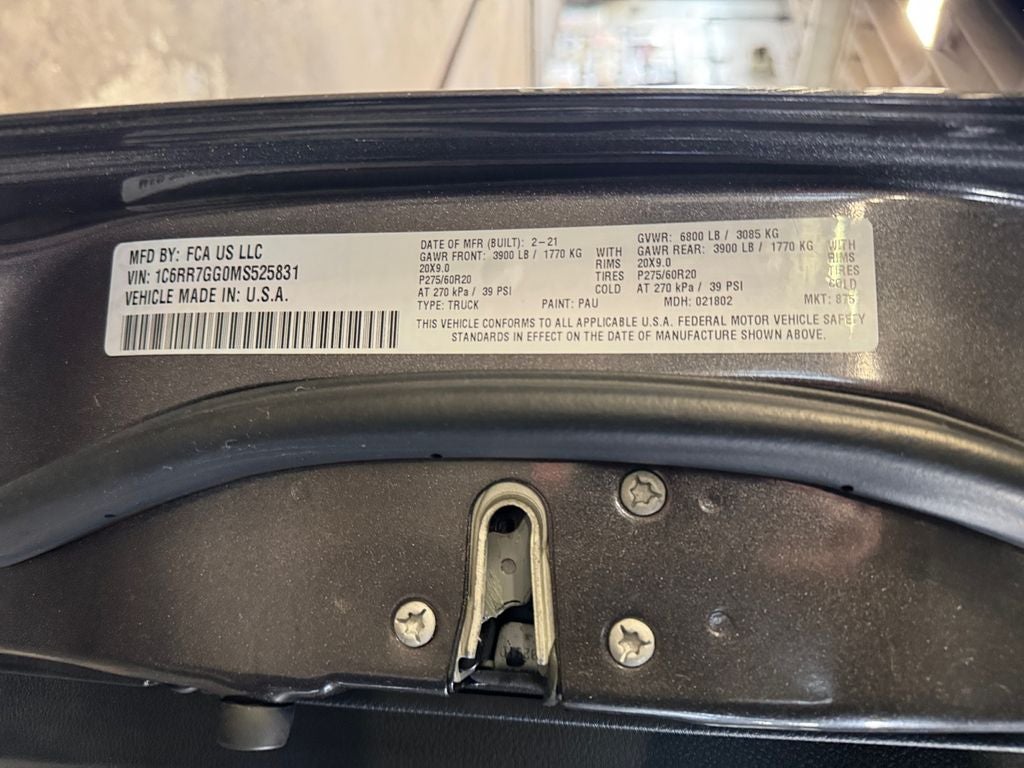 MFD BY: FCA US LLC
VIN: 1C6RR7GG0MS525831
VEHICLE MADE IN: U.S.A.
DATE OF MFR (BUILT): 2-21
GAWR FRONT: 3900 LB / 1770 KG WITH
20X9.0 RIMS
P275/60R20 TIRES
AT 270 kPa / 39 PSI COLD
TYPE: TRUCK PAINT: PAU
GVWR: 6800 LB / 3085 KG
GAWR REAR: 3900 LB / 1770 KG WITH
20X9.0 RIMS
P275/60R20 TIRES
AT 270 kPa / 39 PSI COLD
MDH: 021802 MKT: 875
THIS VEHICLE CONFORMS TO ALL APPLICABLE U.S.A. FEDERAL MOTOR VEHICLE SAFETY
STANDARDS IN EFFECT ON THE DATE OF MANUFACTURE SHOWN ABOVE.